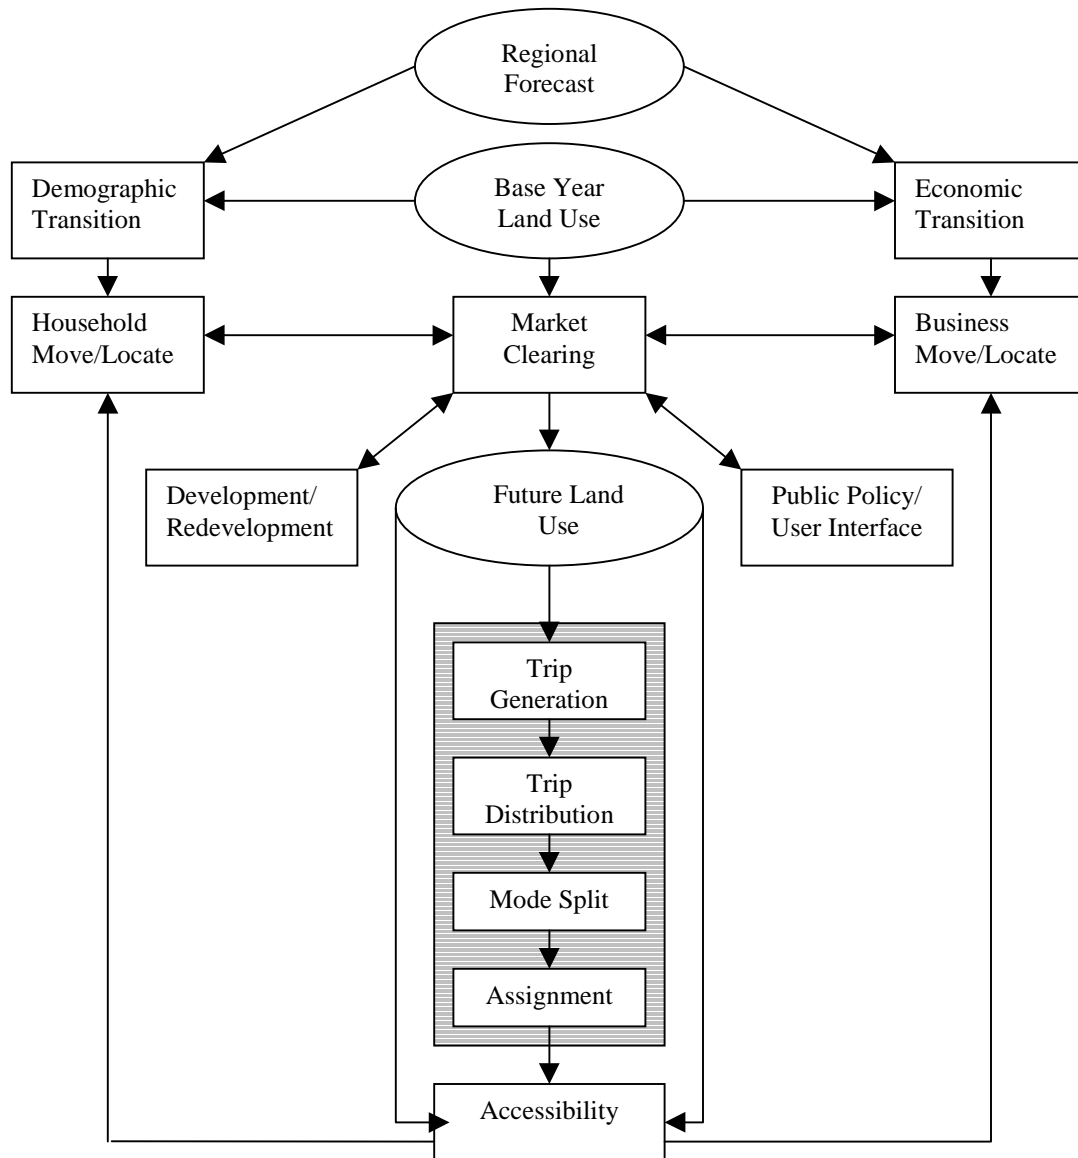 Regional
Forecast
Demographic
Transition
Base Year
Land Use
Economic
Transition
Household
Move/Locate
Market
Clearing
Business
Move/Locate
Development/
Redevelopment
Future Land
Use
Public Policy/
User Interface
Trip
Generation
Trip
Distribution
Mode Split
Assignment
Accessibility